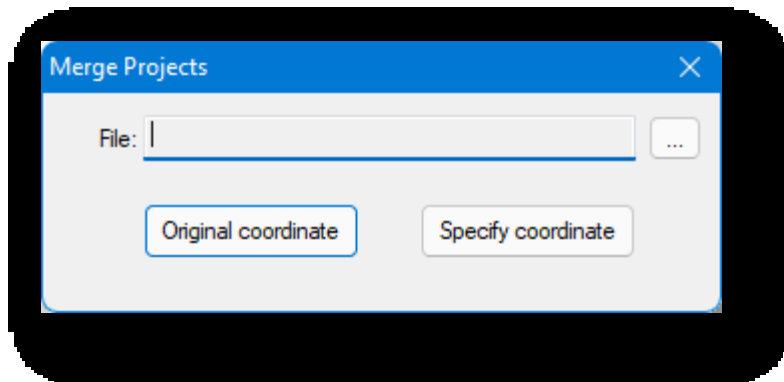 Merge Projects
File:
...
Original coordinate
Specify coordinate